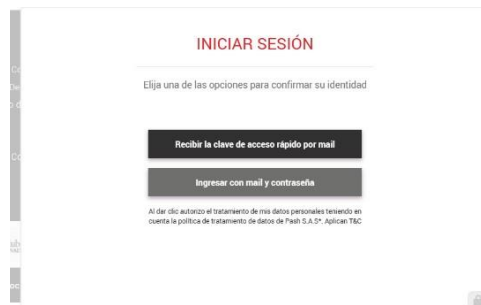 INICIAR SESIÓN
Elija una de las opciones para confirmar su identidad
Recibir la clave de acceso rápido por mail
Ingresar con mail y contraseña
Al dar clic autorizo el tratamiento de mis datos personales teniendo en
cuenta la política de tratamiento de datos de Pash S.A.S*. Aplican T&C